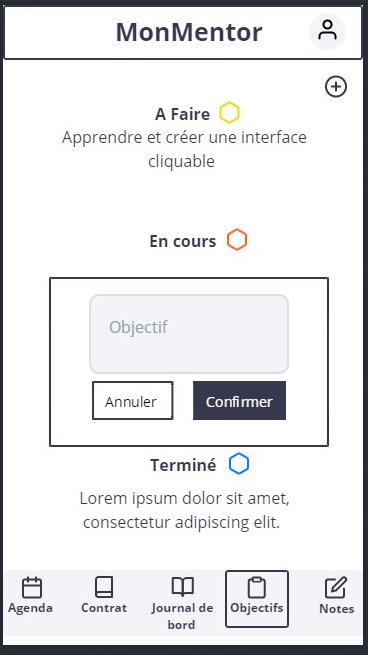 MonMentor
A Faire
Apprendre et créer une interface
cliquable
En cours
Objectif
Annuler
Confirmer
Terminé
Lorem ipsum dolor sit amet,
consectetur adipiscing elit.
Agenda
Contrat
Journal de
bord
Objectifs
Notes